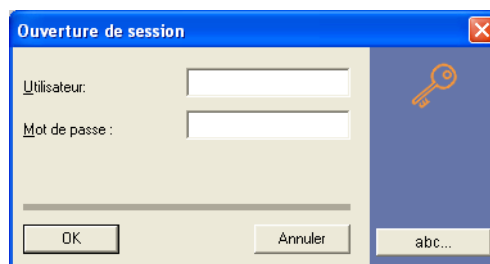 Ouverture de session
Utilisateur:
Mot de passe :
OK
Annuler
abc...